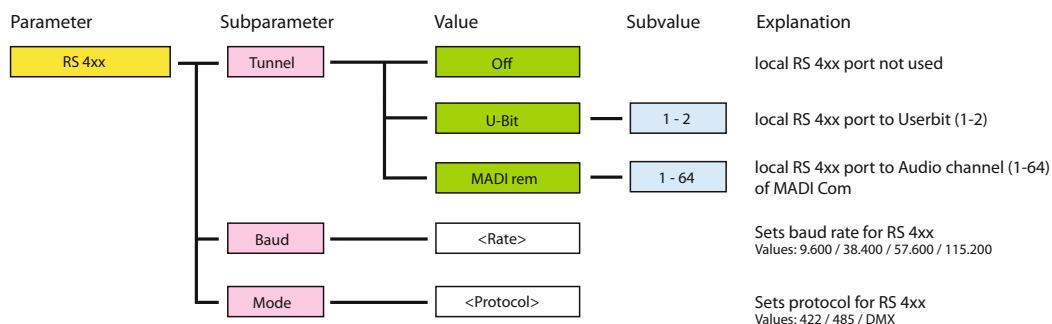 Parameter Subparameter Value Subvalue Explanation
RS 4xx Tunnel Off local RS 4xx port not used
U-Bit 1 - 2 local RS 4xx port to Userbit (1-2)
MADI rem 1 - 64 local RS 4xx port to Audio channel (1-64)
of MADI Com
Baud <Rate> Sets baud rate for RS 4xx
Values: 9.600 / 38.400 / 57.600 / 115.200
Mode <Protocol> Sets protocol for RS 4xx
Values: 422 / 485 / DMX